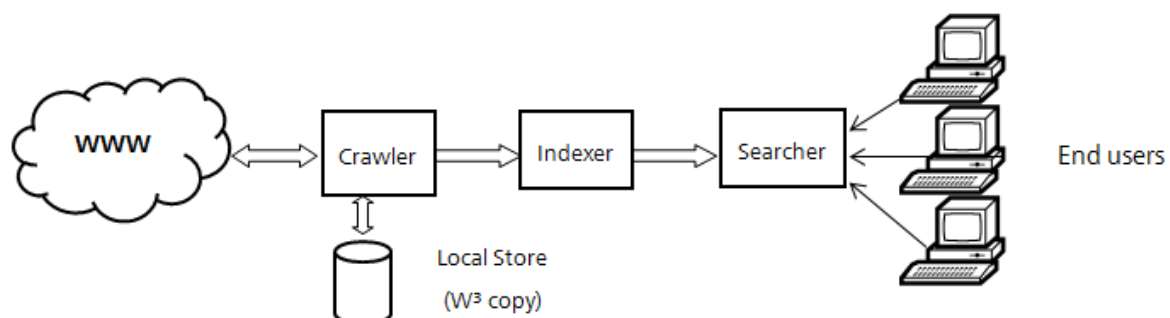 WWW
Crawler
Indexer
Searcher
End users
Local Store
(W³ copy)